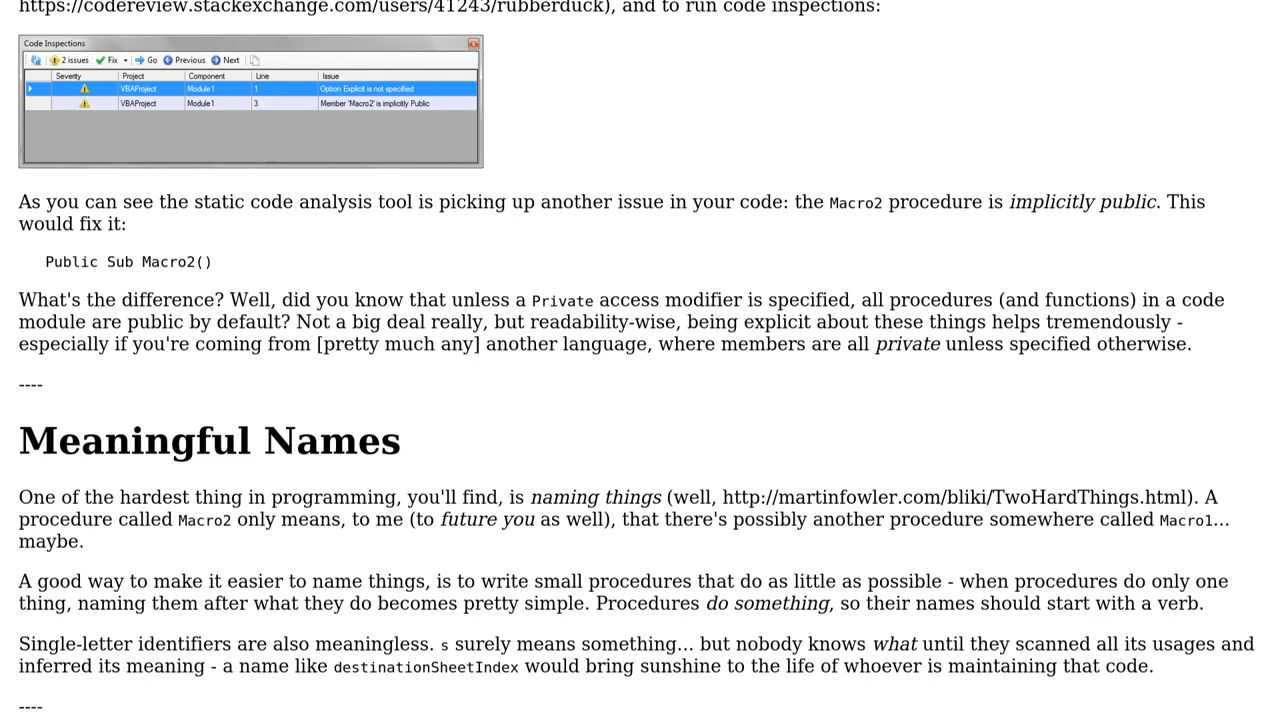 https://codereview.stackexchange.com/users/41243/rubberduck), and to run code inspections:
Code Inspections
2 issues Fix Go Previous Next
Severity Project Component Line Issue
VBAProject Module1 1 Option Explicit is not specified
VBAProject Module1 3 Member 'Macro2' is implicitly Public
As you can see the static code analysis tool is picking up another issue in your code: the Macro2 procedure is implicitly public. This
would fix it:
Public Sub Macro2()
What's the difference? Well, did you know that unless a Private access modifier is specified, all procedures (and functions) in a code
module are public by default? Not a big deal really, but readability-wise, being explicit about these things helps tremendously -
especially if you're coming from [pretty much any] another language, where members are all private unless specified otherwise.
----
Meaningful Names
One of the hardest thing in programming, you'll find, is naming things (well, http://martinfowler.com/bliki/TwoHardThings.html). A
procedure called Macro2 only means, to me (to future you as well), that there's possibly another procedure somewhere called Macro1...
maybe.
A good way to make it easier to name things, is to write small procedures that do as little as possible - when procedures do only one
thing, naming them after what they do becomes pretty simple. Procedures do something, so their names should start with a verb.
Single-letter identifiers are also meaningless. s surely means something... but nobody knows what until they scanned all its usages and
inferred its meaning - a name like destinationSheetIndex would bring sunshine to the life of whoever is maintaining that code.
----